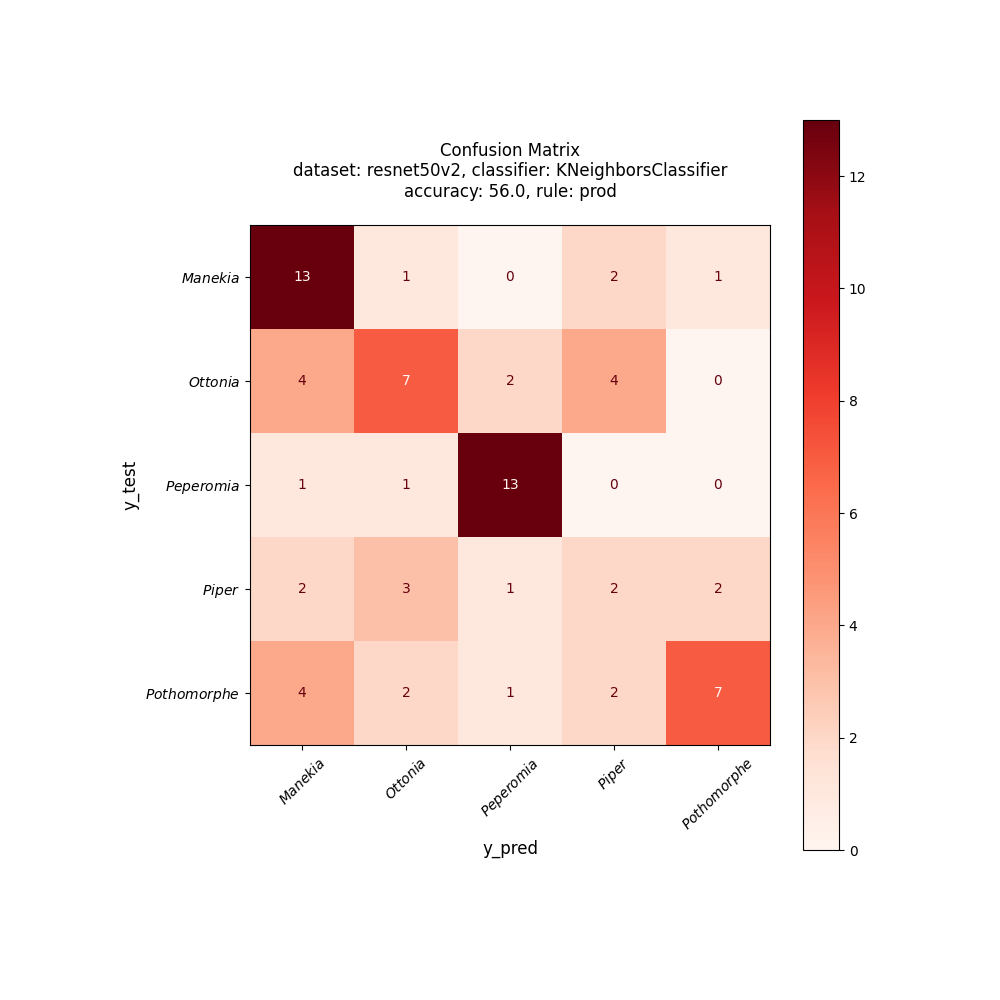 Confusion Matrix
dataset: resnet50v2, classifier: KNeighborsClassifier
accuracy: 56.0, rule: prod
Manekia 13 1 0 2 1
Ottonia 4 7 2 4 0
Peperomia 1 1 13 0 0
Piper 2 3 1 2 2
Pothomorphe 4 2 1 2 7
Manekia Ottonia Peperomia Piper Pothomorphe
y_test
y_pred
12
10
8
6
4
2
0